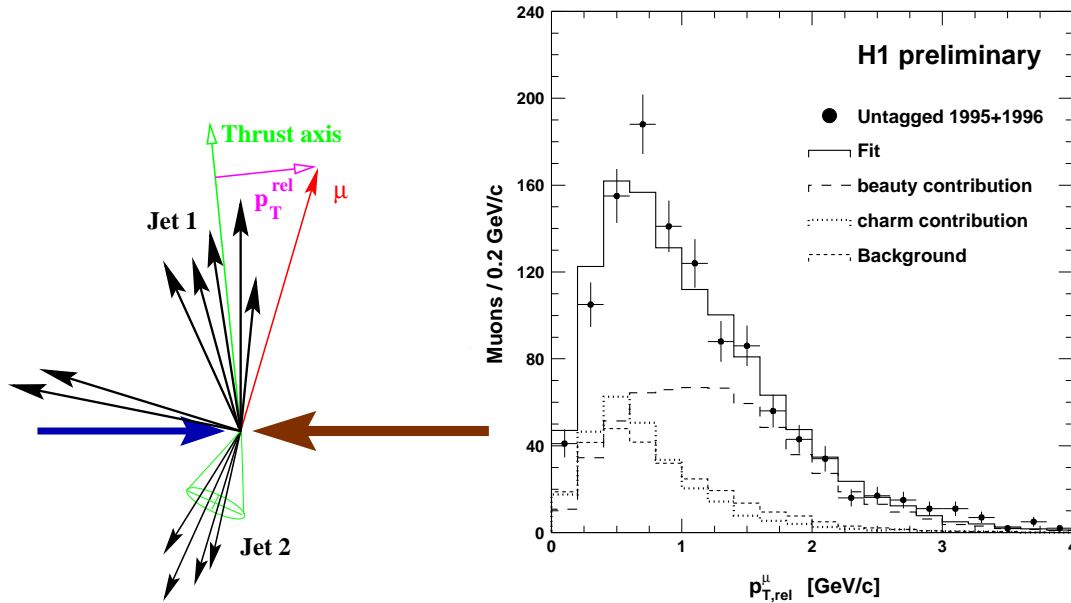 Thrust axis
p_T^rel
μ
Jet 1
Jet 2
H1 preliminary
Untagged 1995+1996
Fit
beauty contribution
charm contribution
Background
Muons / 0.2 GeV/c
240
200
160
120
80
40
0
0 1 2 3 4
p_{T,rel}^μ [GeV/c]